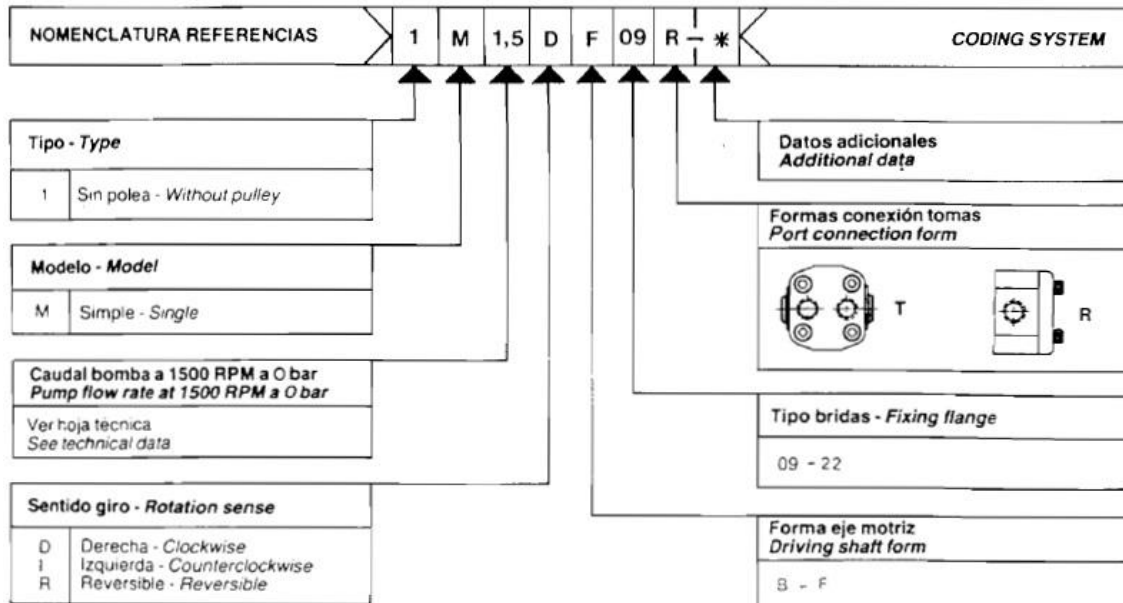 NOMENCLATURA REFERENCIAS
1 M 1,5 D F 09 R - *
CODING SYSTEM
Tipo - Type
1 Sin polea - Without pulley
Modelo - Model
M Simple - Single
Caudal bomba a 1500 RPM a O bar
Pump flow rate at 1500 RPM a O bar
Ver hoja técnica
See technical data
Sentido giro - Rotation sense
D Derecha - Clockwise
I Izquierda - Counterclockwise
R Reversible - Reversible
Datos adicionales
Additional data
Formas conexión tomas
Port connection form
T R
Tipo bridas - Fixing flange
09 - 22
Forma eje motriz
Driving shaft form
B - F